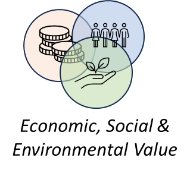 Economic, Social &
Environmental Value